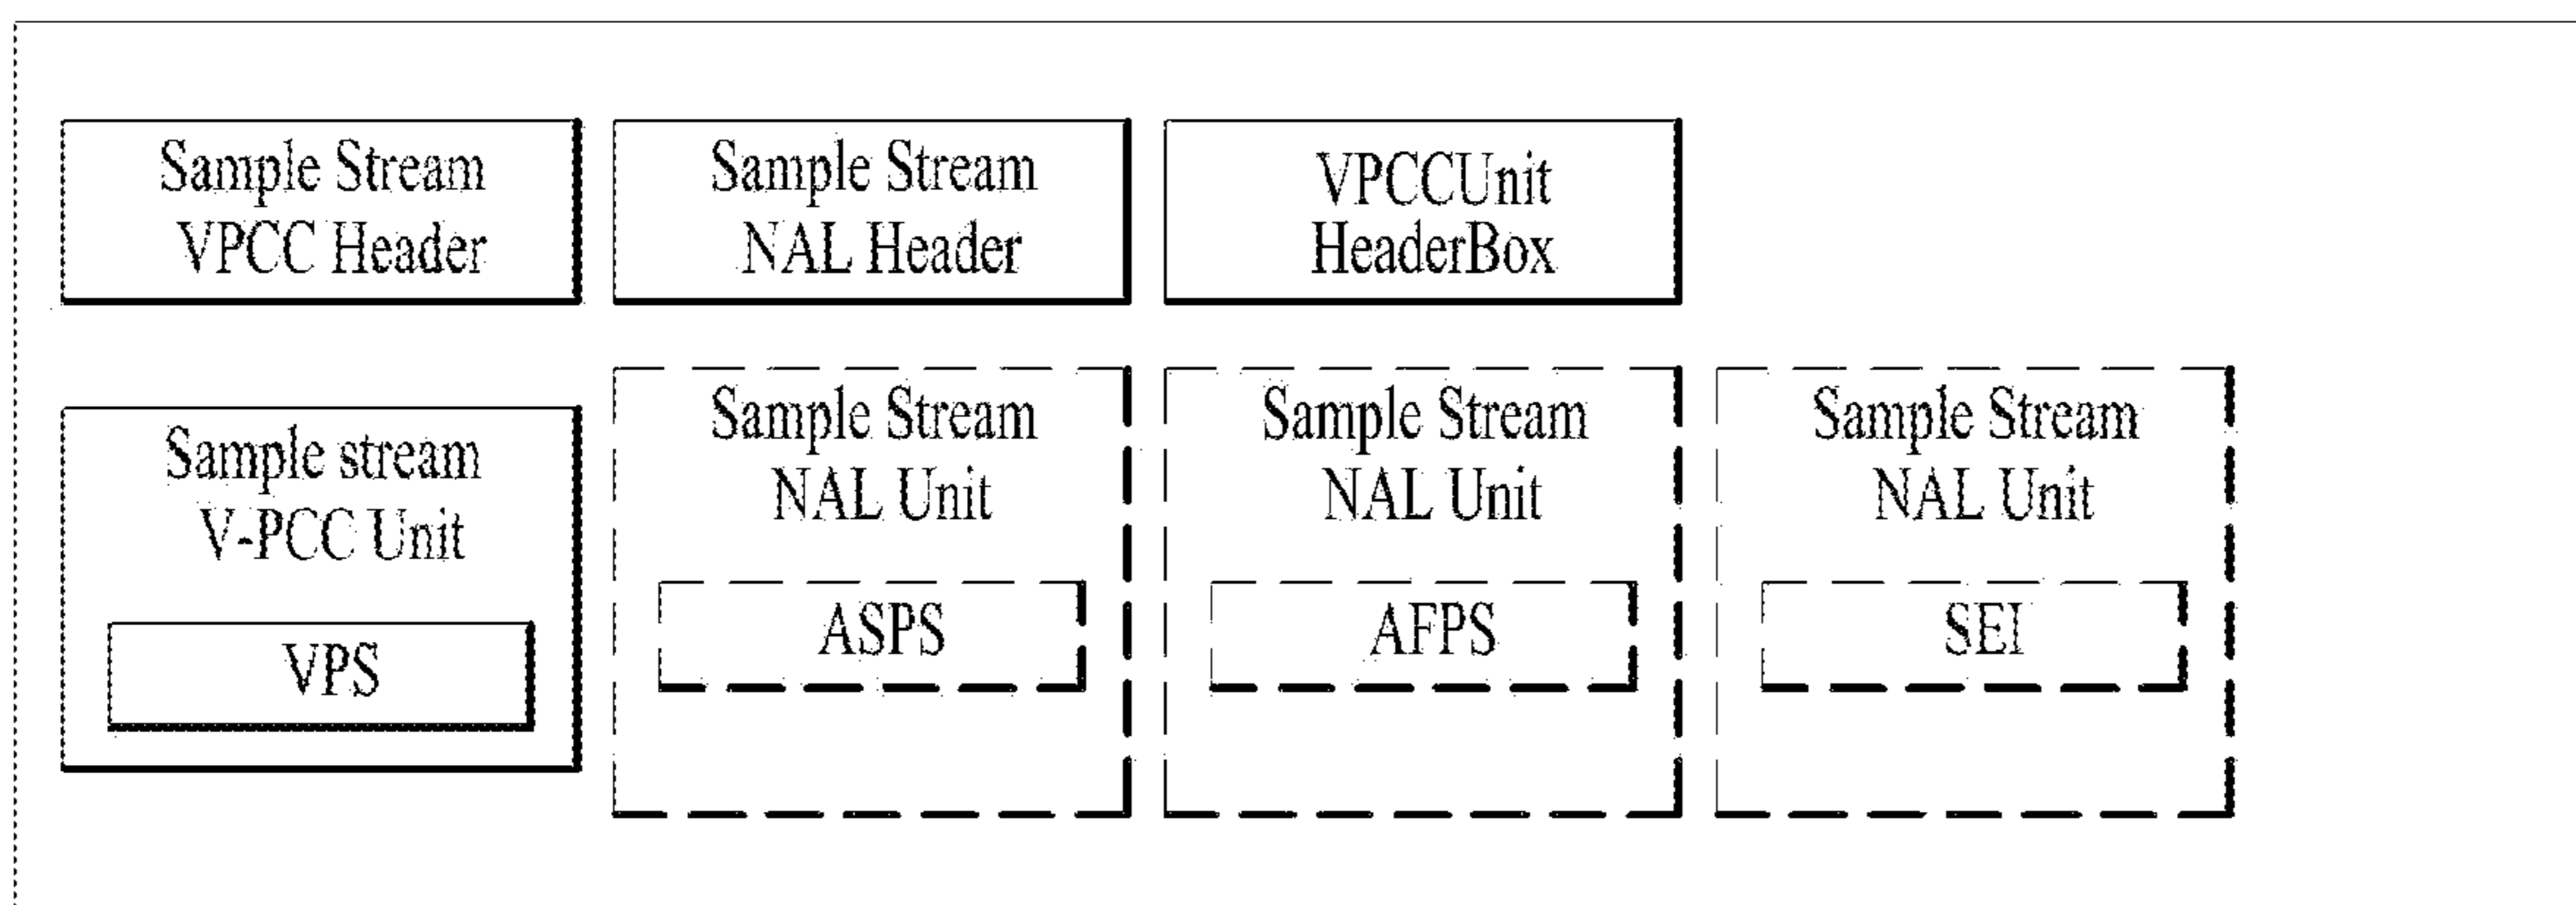 Sample Stream
VPCC Header
Sample Stream
NAL Header
VPCCUnit
HeaderBox
Sample stream
V-PCC Unit
VPS
Sample Stream
NAL Unit
ASPS
Sample Stream
NAL Unit
AFPS
Sample Stream
NAL Unit
SEI